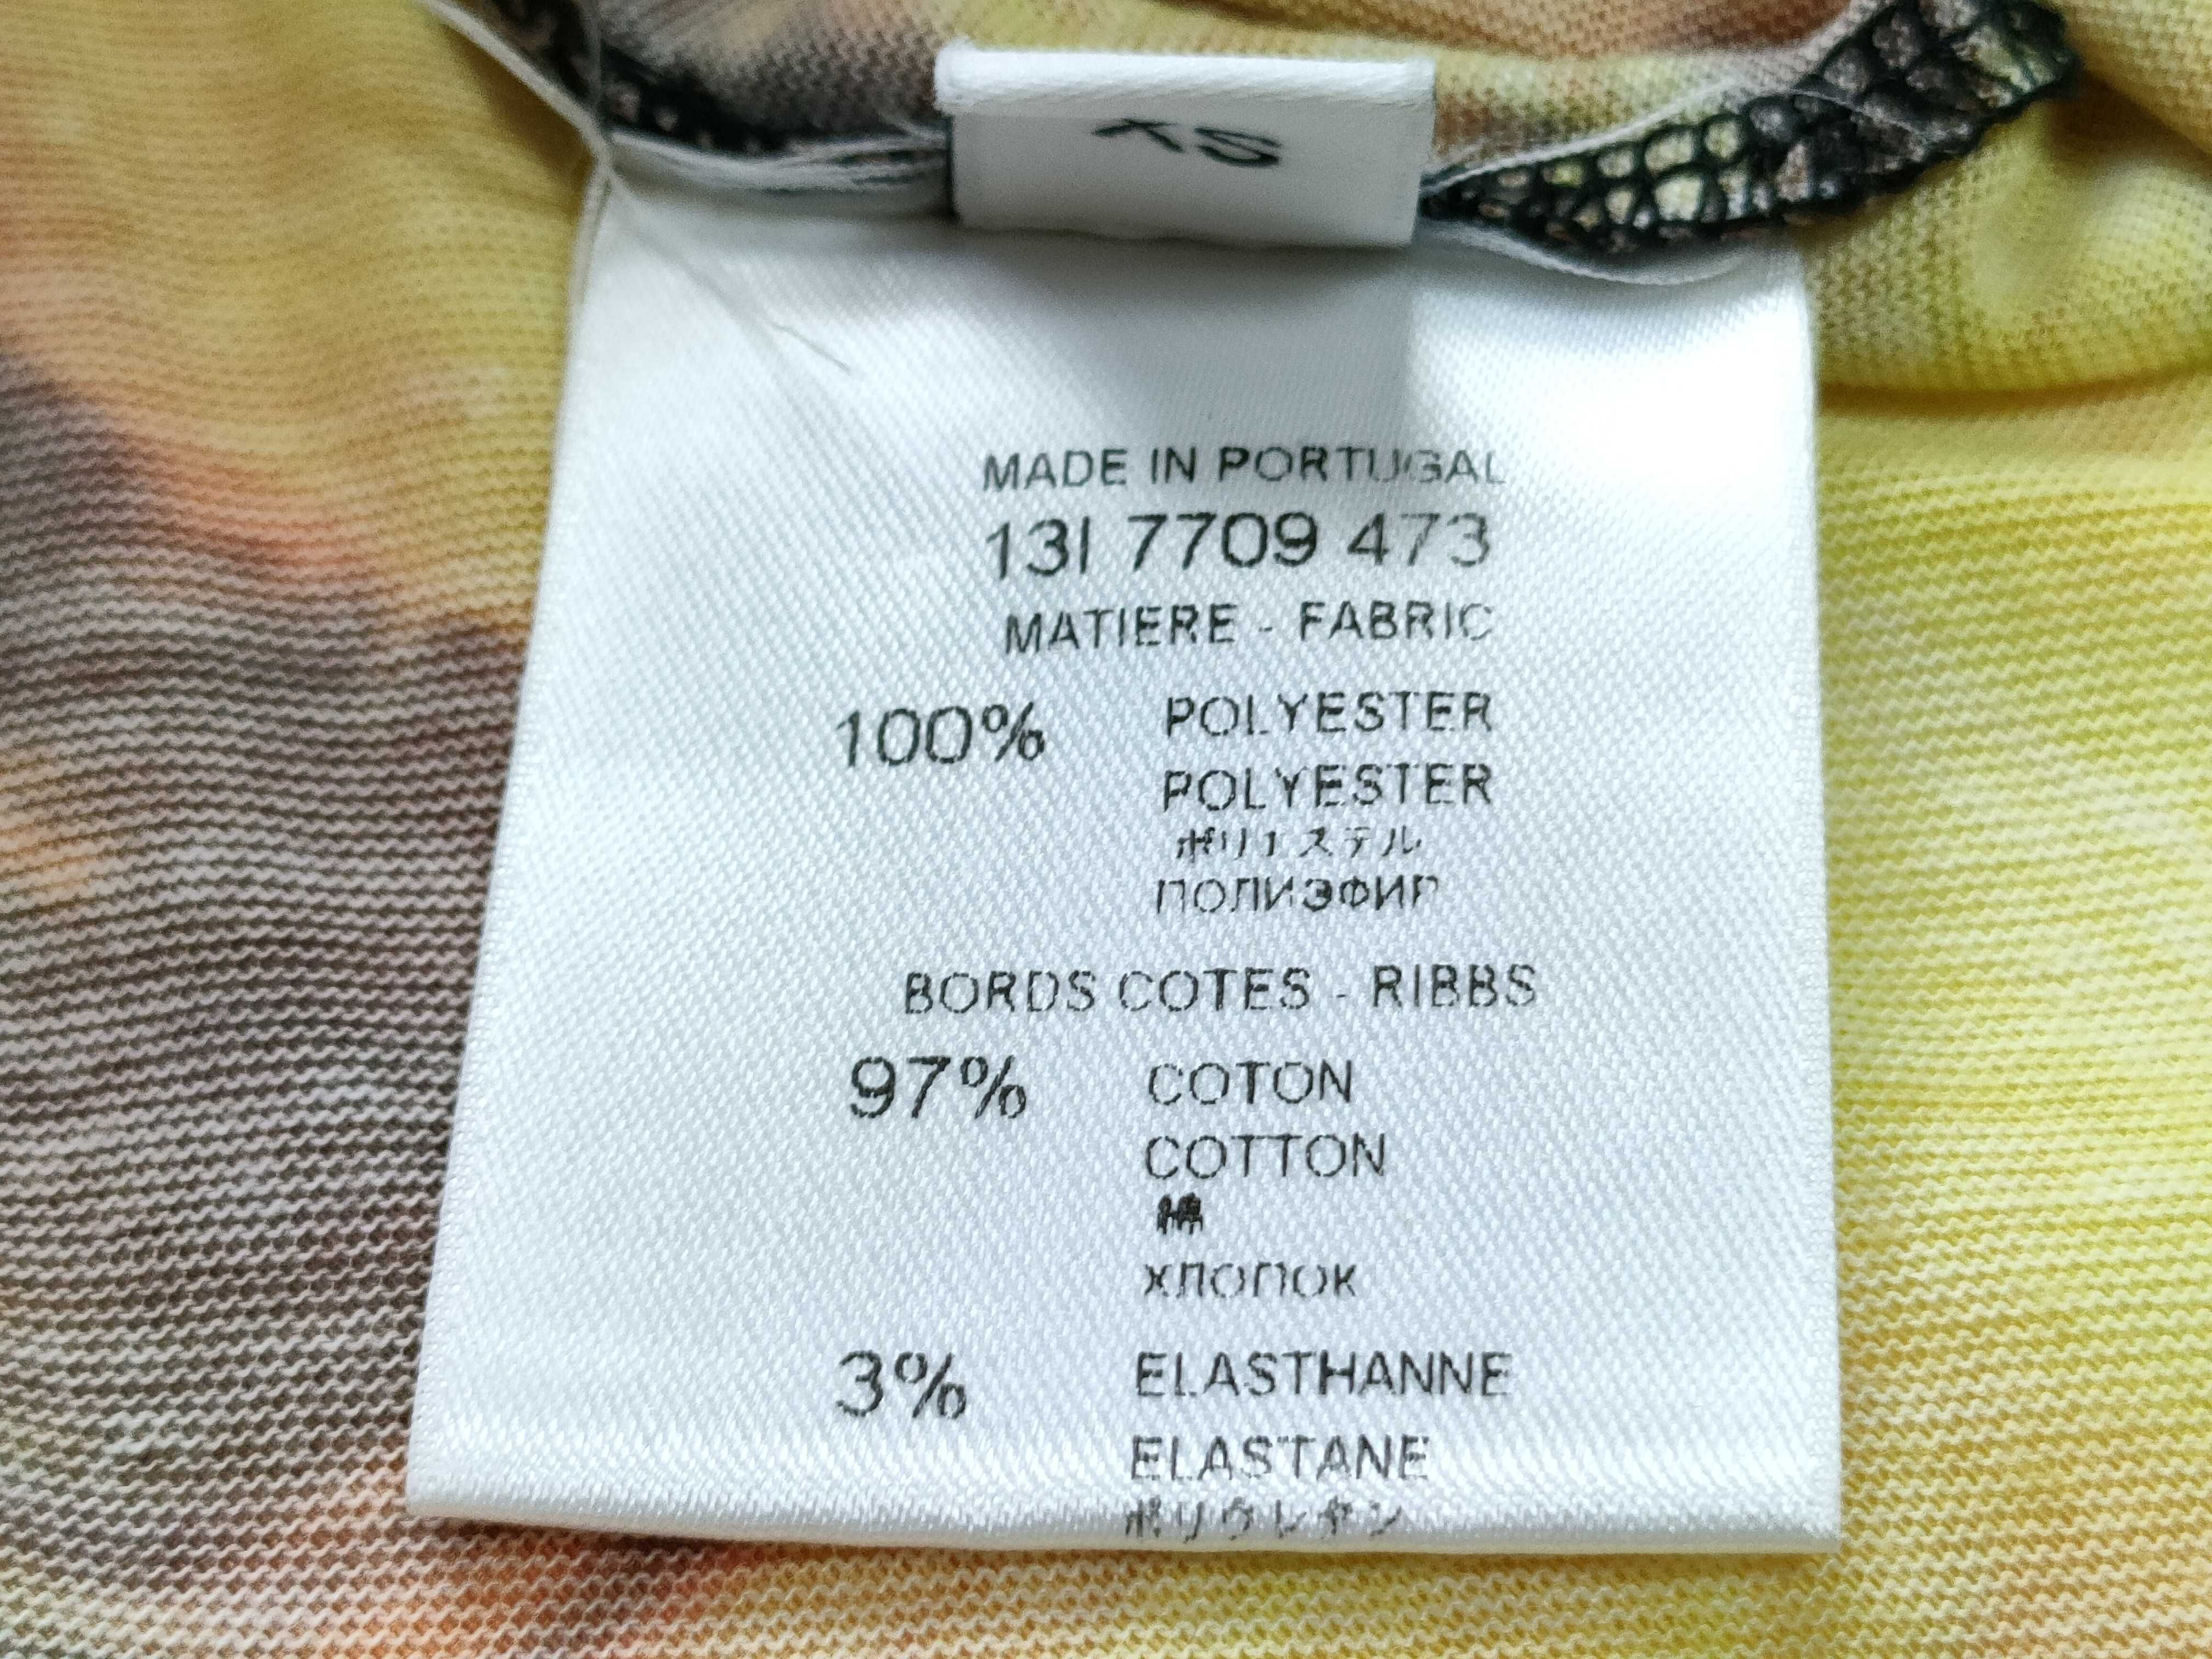 XS
MADE IN PORTUGAL
13I 7709 473
MATIERE - FABRIC
100% POLYESTER
POLYESTER
ポリエステル
ПОЛИЭФИР
BORDS COTES - RIBBS
97% COTON
COTTON
綿
ХЛОПОК
3% ELASTHANNE
ELASTANE
ポリウレタン